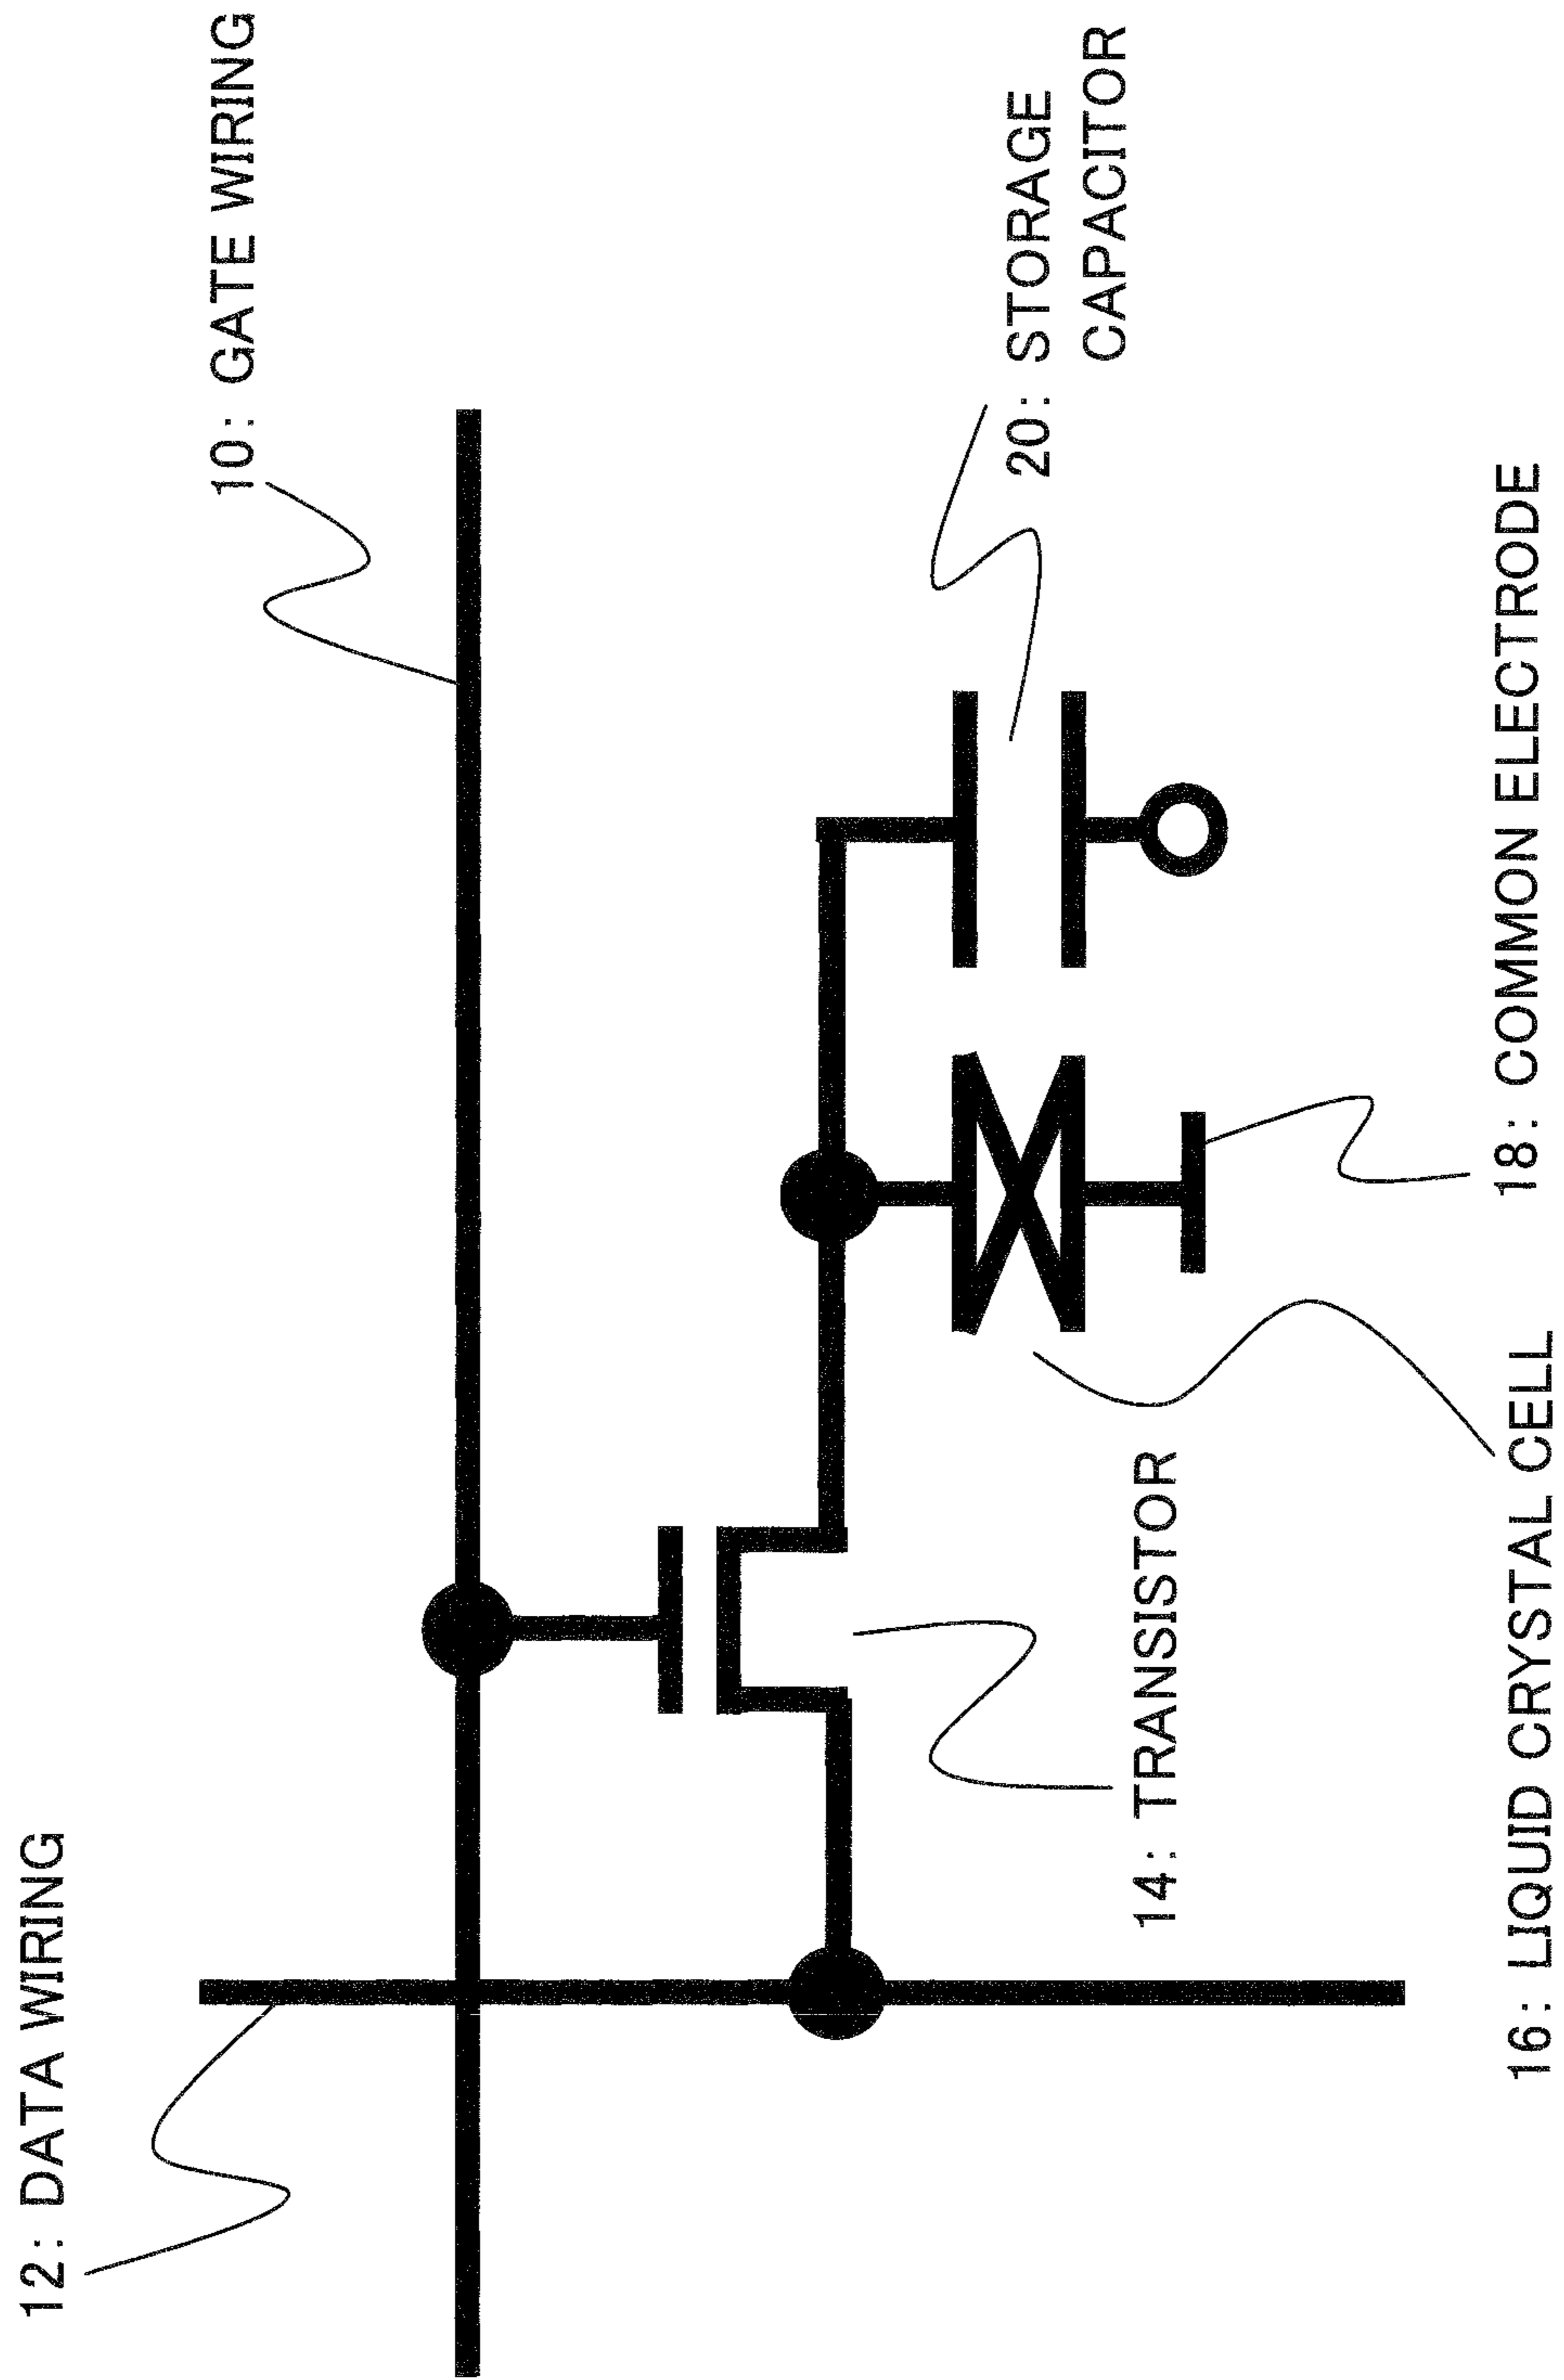 12: DATA WIRING
10: GATE WIRING
20: STORAGE
CAPACITOR
14: TRANSISTOR
18: COMMON ELECTRODE
16: LIQUID CRYSTAL CELL